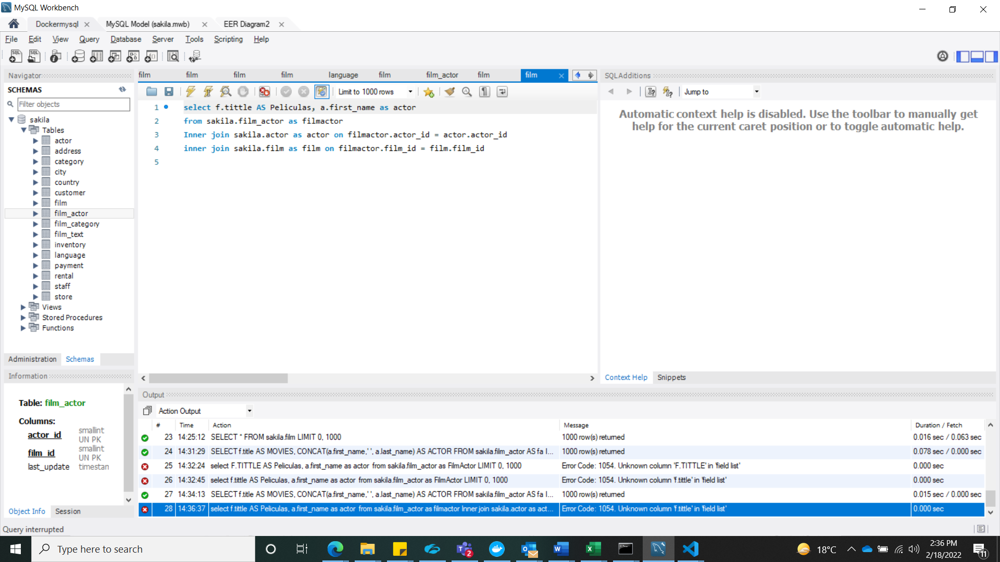 MySQL Workbench
Dockermysql
MySQL Model (sakila.mwb)
EER Diagram2
File Edit View Query Database Server Tools Scripting Help
Navigator
SCHEMAS
Filter objects
sakila
Tables
actor
address
category
city
country
customer
film
film_actor
film_category
film_text
inventory
language
payment
rental
staff
store
Views
Stored Procedures
Functions
Administration Schemas
Information
Table: film_actor
Columns:
actor_id smallint UN PK
film_id smallint UN PK
last_update timestan
Object Info Session
Query interrupted
film film film film language film film_actor film film
Limit to 1000 rows
1 select f.tittle AS Peliculas, a.first_name as actor
2 from sakila.film_actor as filmactor
3 Inner join sakila.actor as actor on filmactor.actor_id = actor.actor_id
4 inner join sakila.film as film on filmactor.film_id = film.film_id
5
SQLAdditions
Jump to
Automatic context help is disabled. Use the toolbar to manually get
help for the current caret position or to toggle automatic help.
Context Help Snippets
Output
Action Output
# Time Action Message Duration / Fetch
23 14:25:12 SELECT * FROM sakila.film LIMIT 0, 1000 1000 row(s) returned 0.016 sec / 0.063 sec
24 14:31:29 SELECT f.title AS MOVIES, CONCAT(a.first_name,' ', a.last_name) AS ACTOR FROM sakila.film_actor AS fa I... 1000 row(s) returned 0.078 sec / 0.000 sec
25 14:32:24 select F.TITTLE AS Peliculas, a.first_name as actor from sakila.film_actor as FilmActor LIMIT 0, 1000 Error Code: 1054. Unknown column 'F.TITTLE' in 'field list' 0.000 sec
26 14:32:45 select f.tittle AS Peliculas, a.first_name as actor from sakila.film_actor as FilmActor LIMIT 0, 1000 Error Code: 1054. Unknown column 'f.tittle' in 'field list' 0.000 sec
27 14:34:13 SELECT f.title AS MOVIES, CONCAT(a.first_name,' ', a.last_name) AS ACTOR FROM sakila.film_actor AS fa I... 1000 row(s) returned 0.015 sec / 0.000 sec
28 14:36:37 select f.tittle AS Peliculas, a.first_name as actor from sakila.film_actor as filmactor Inner join sakila.actor as act... Error Code: 1054. Unknown column 'f.tittle' in 'field list' 0.000 sec
Type here to search
2
18°C
2:36 PM
2/18/2022
11